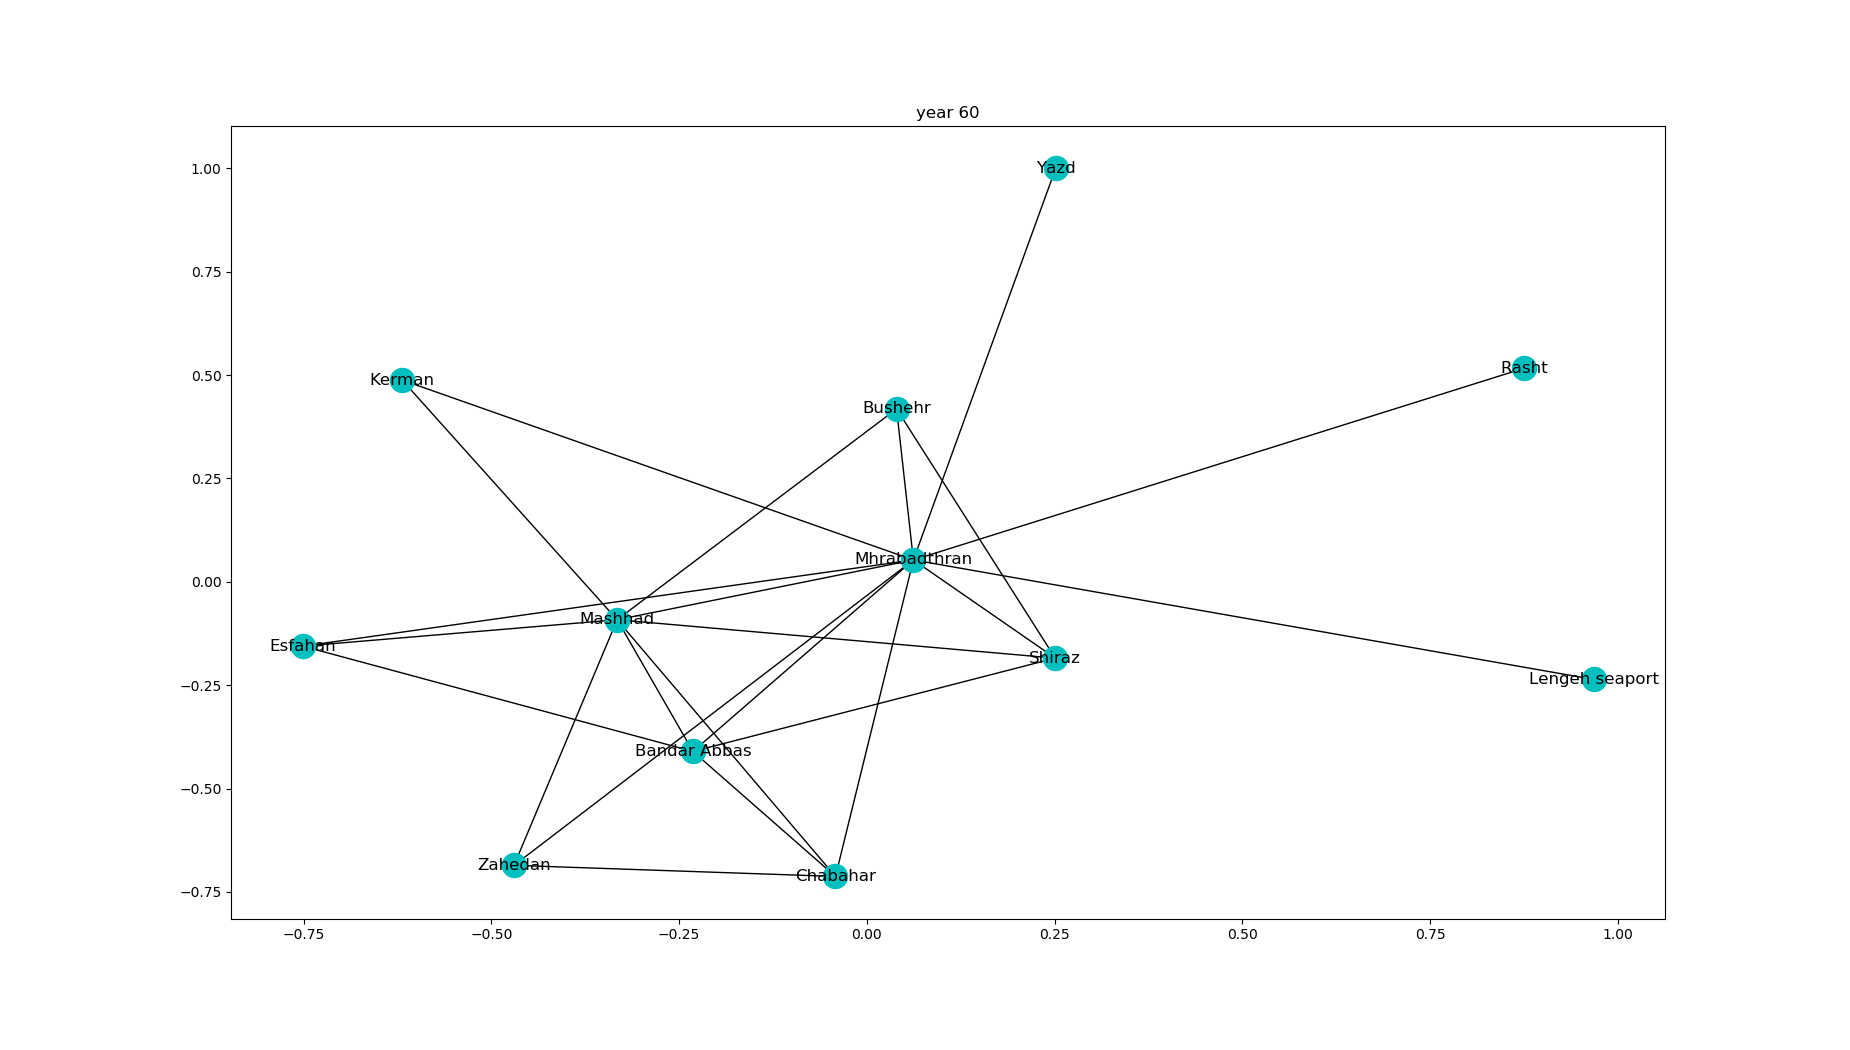 year 60
1.00
Yazd
0.75
0.50
Kerman
Rasht
Bushehr
0.25
Mhrabadthran
0.00
Mashhad
Esfahan
Shiraz
−0.25
Lengeh seaport
Bandar Abbas
−0.50
Zahedan
Chabahar
−0.75
−0.75 −0.50 −0.25 0.00 0.25 0.50 0.75 1.00